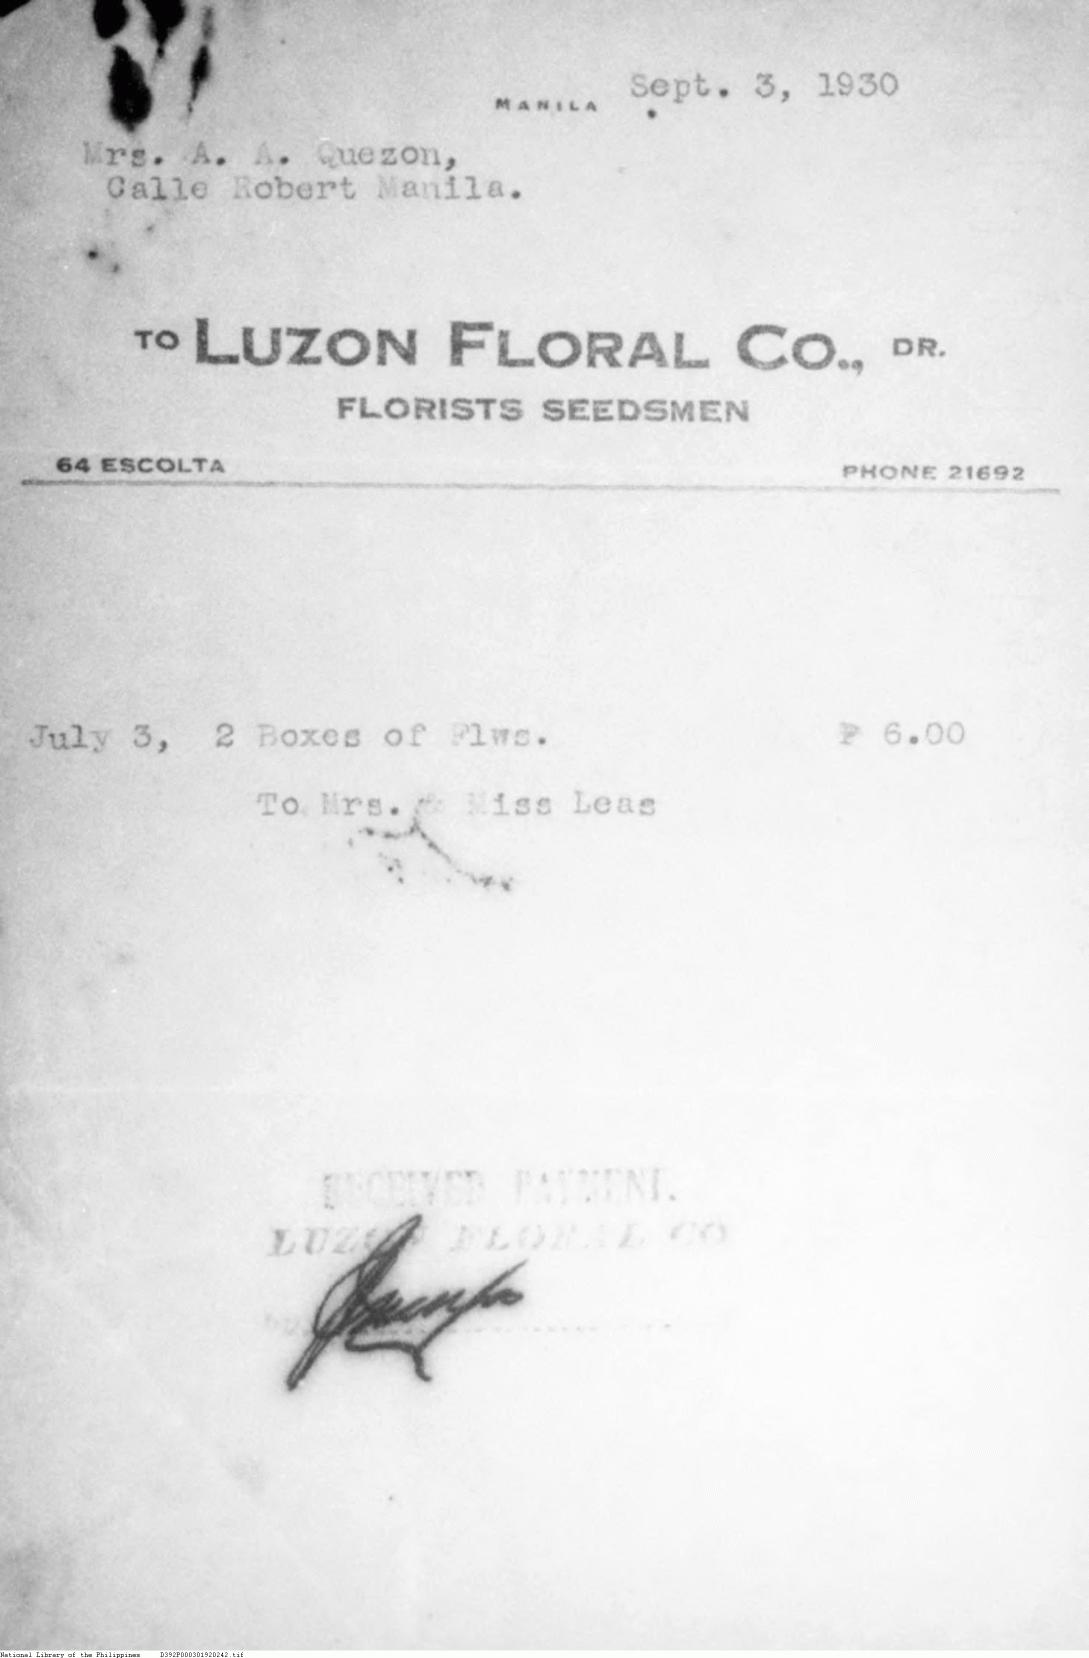 MANILA Sept. 3, 1930
Mrs. A. A. Quezon,
Calle Robert Manila.
TO LUZON FLORAL CO., DR.
FLORISTS SEEDSMEN
64 ESCOLTA PHONE 21692
July 3, 2 Boxes of Flws. ₱ 6.00
To Mrs. & Miss Leas
RECEIVED PAYMENT.
LUZON FLORAL CO
National Library of the Philippines D392P000301920242.tif